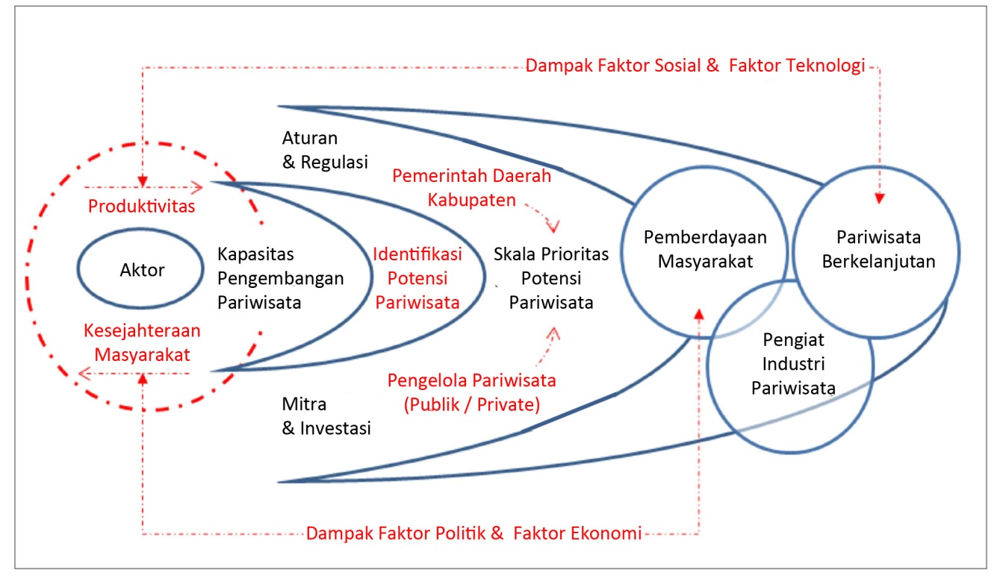 Dampak Faktor Sosial &  Faktor Teknologi
Aturan
& Regulasi
Pemerintah Daerah
Kabupaten
Produktivitas
Aktor
Kapasitas
Pengembangan
Pariwisata
Identifikasi
Potensi
Pariwisata
Skala Prioritas
Potensi
Pariwisata
Pemberdayaan
Masyarakat
Pariwisata
Berkelanjutan
Kesejahteraan
Masyarakat
Pengiat
Industri
Pariwisata
Pengelola Pariwisata
(Publik / Private)
Mitra
& Investasi
Dampak Faktor Politik &  Faktor Ekonomi